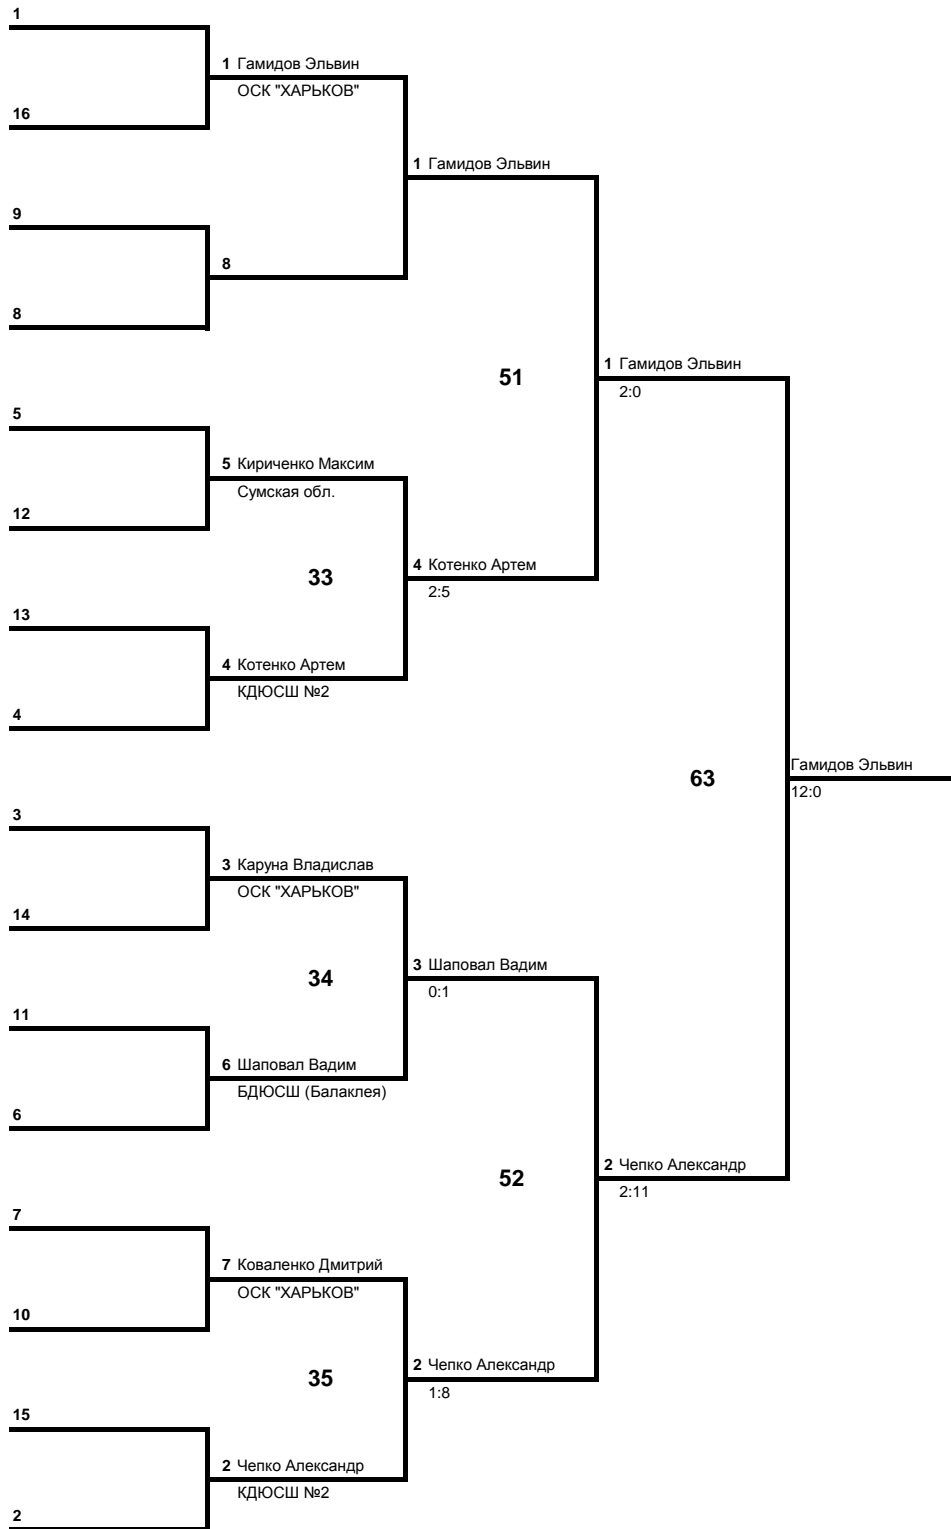 1
1 Гамидов Эльвин
ОСК "ХАРЬКОВ"
16
1 Гамидов Эльвин
9
8
8
1 Гамидов Эльвин
51
2:0
5
5 Кириченко Максим
Сумская обл.
12
4 Котенко Артем
33
2:5
13
4 Котенко Артем
КДЮСШ №2
4
Гамидов Эльвин
63
12:0
3
3 Каруна Владислав
ОСК "ХАРЬКОВ"
14
3 Шаповал Вадим
34
0:1
11
6 Шаповал Вадим
БДЮСШ (Балаклея)
6
2 Чепко Александр
52
2:11
7
7 Коваленко Дмитрий
ОСК "ХАРЬКОВ"
10
2 Чепко Александр
35
1:8
15
2 Чепко Александр
КДЮСШ №2
2